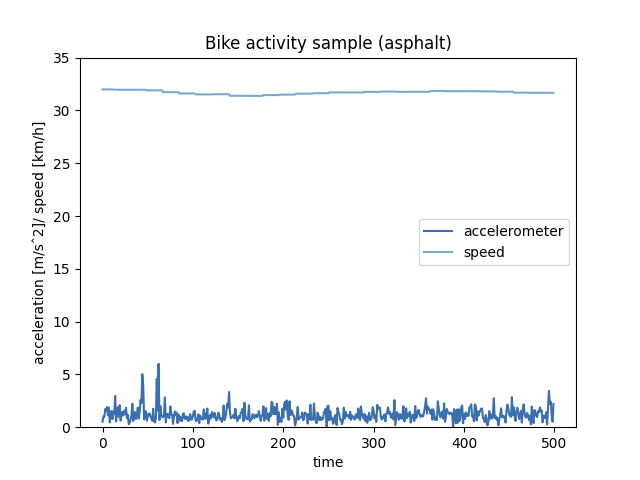 Bike activity sample (asphalt)
35
30
25
20
15
10
5
0
acceleration [m/sˆ2]/ speed [km/h]
accelerometer
speed
0 100 200 300 400 500
time